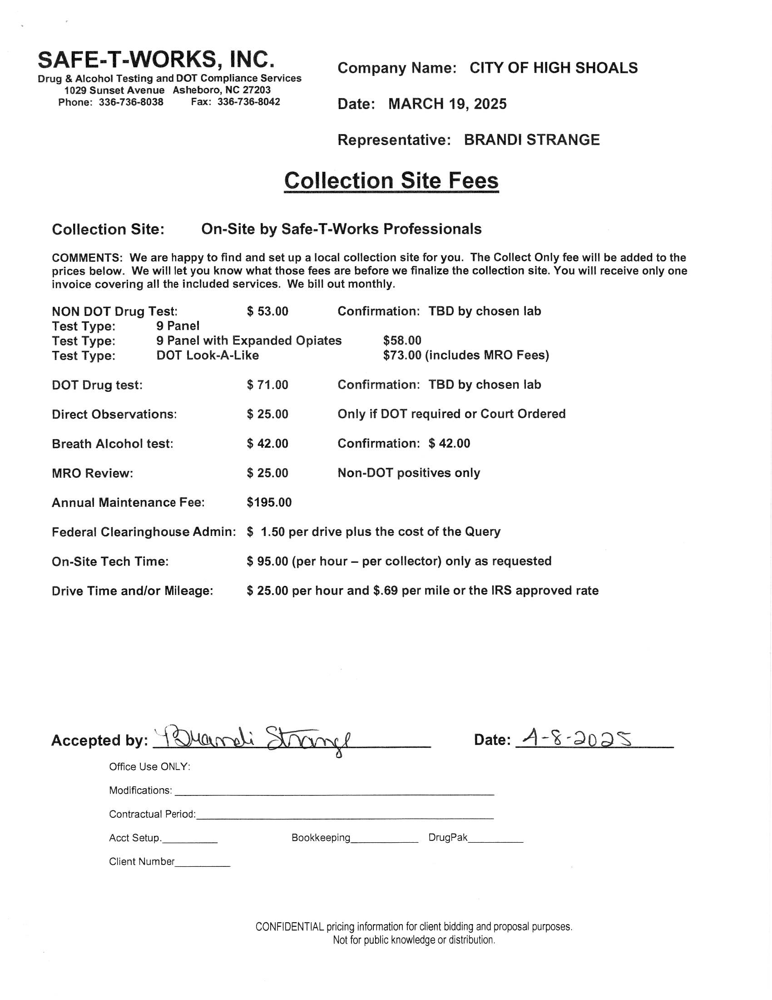 SAFE-T-WORKS, INC.
Drug & Alcohol Testing and DOT Compliance Services
1029 Sunset Avenue Asheboro, NC 27203
Phone: 336-736-8038 Fax: 336-736-8042
Company Name: CITY OF HIGH SHOALS
Date: MARCH 19, 2025
Representative: BRANDI STRANGE
Collection Site Fees
Collection Site: On-Site by Safe-T-Works Professionals
COMMENTS: We are happy to find and set up a local collection site for you. The Collect Only fee will be added to the
prices below. We will let you know what those fees are before we finalize the collection site. You will receive only one
invoice covering all the included services. We bill out monthly.
NON DOT Drug Test: $ 53.00 Confirmation: TBD by chosen lab
Test Type: 9 Panel
Test Type: 9 Panel with Expanded Opiates $58.00
Test Type: DOT Look-A-Like $73.00 (includes MRO Fees)
DOT Drug test: $ 71.00 Confirmation: TBD by chosen lab
Direct Observations: $ 25.00 Only if DOT required or Court Ordered
Breath Alcohol test: $ 42.00 Confirmation: $ 42.00
MRO Review: $ 25.00 Non-DOT positives only
Annual Maintenance Fee: $195.00
Federal Clearinghouse Admin: $ 1.50 per drive plus the cost of the Query
On-Site Tech Time: $ 95.00 (per hour – per collector) only as requested
Drive Time and/or Mileage: $ 25.00 per hour and $.69 per mile or the IRS approved rate
Accepted by: Brandi Strange Date: 4-8-2025
Office Use ONLY:
Modifications:
Contractual Period:
Acct Setup. Bookkeeping DrugPak
Client Number
CONFIDENTIAL pricing information for client bidding and proposal purposes.
Not for public knowledge or distribution.